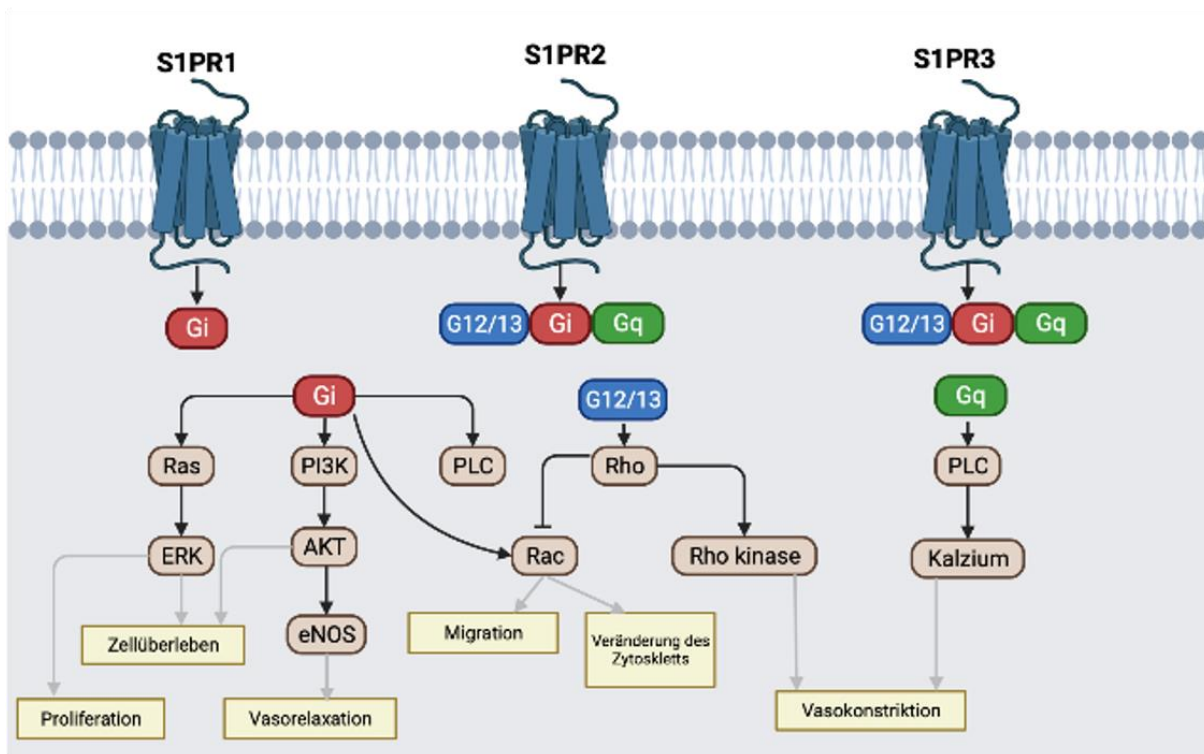 S1PR1
S1PR2
S1PR3
Gi
G12/13 Gi Gq
G12/13 Gi Gq
Gi
G12/13
Gq
Ras
PI3K
PLC
Rho
PLC
ERK
AKT
Rac
Rho kinase
Kalzium
Zellüberleben
eNOS
Migration
Veränderung des
Zytoskletts
Proliferation
Vasorelaxation
Vasokonstriktion